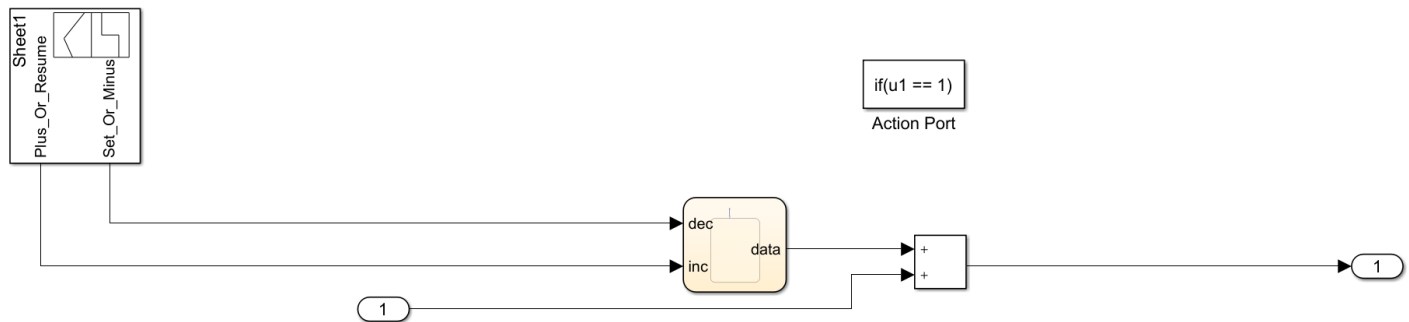 Sheet1
Plus_Or_Resume
Set_Or_Minus
if(u1 == 1)
Action Port
dec
data
inc
+
+
1
1